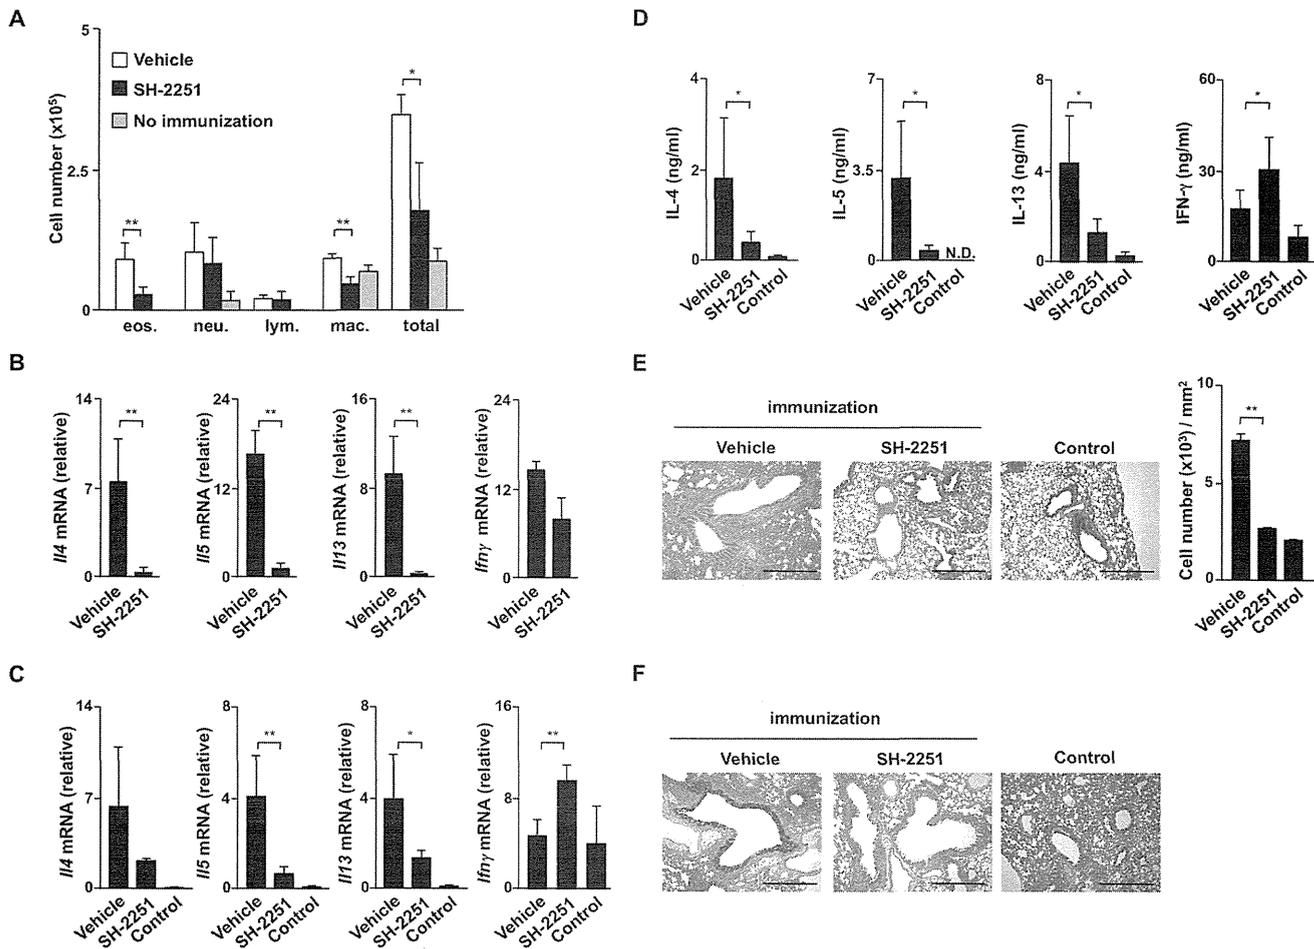 A
5
2.5
0
Cell number (x10⁵)
Vehicle
SH-2251
No immunization
**
**
*
eos. neu. lym. mac. total
B
14
7
0
Il4 mRNA (relative)
**
Vehicle
SH-2251
24
12
0
Il5 mRNA (relative)
**
Vehicle
SH-2251
16
8
0
Il13 mRNA (relative)
**
Vehicle
SH-2251
24
12
0
Ifnγ mRNA (relative)
Vehicle
SH-2251
C
14
7
0
Il4 mRNA (relative)
Vehicle
SH-2251
Control
8
4
0
Il5 mRNA (relative)
**
Vehicle
SH-2251
Control
8
4
0
Il13 mRNA (relative)
*
Vehicle
SH-2251
Control
16
8
0
Ifnγ mRNA (relative)
**
Vehicle
SH-2251
Control
D
4
2
0
IL-4 (ng/ml)
*
Vehicle
SH-2251
Control
7
3.5
0
IL-5 (ng/ml)
*
N.D.
Vehicle
SH-2251
Control
8
4
0
IL-13 (ng/ml)
*
Vehicle
SH-2251
Control
60
30
0
IFN-γ (ng/ml)
*
Vehicle
SH-2251
Control
E
immunization
Vehicle SH-2251 Control
10
5
0
Cell number (x10³) / mm²
**
Vehicle
SH-2251
Control
F
immunization
Vehicle SH-2251 Control